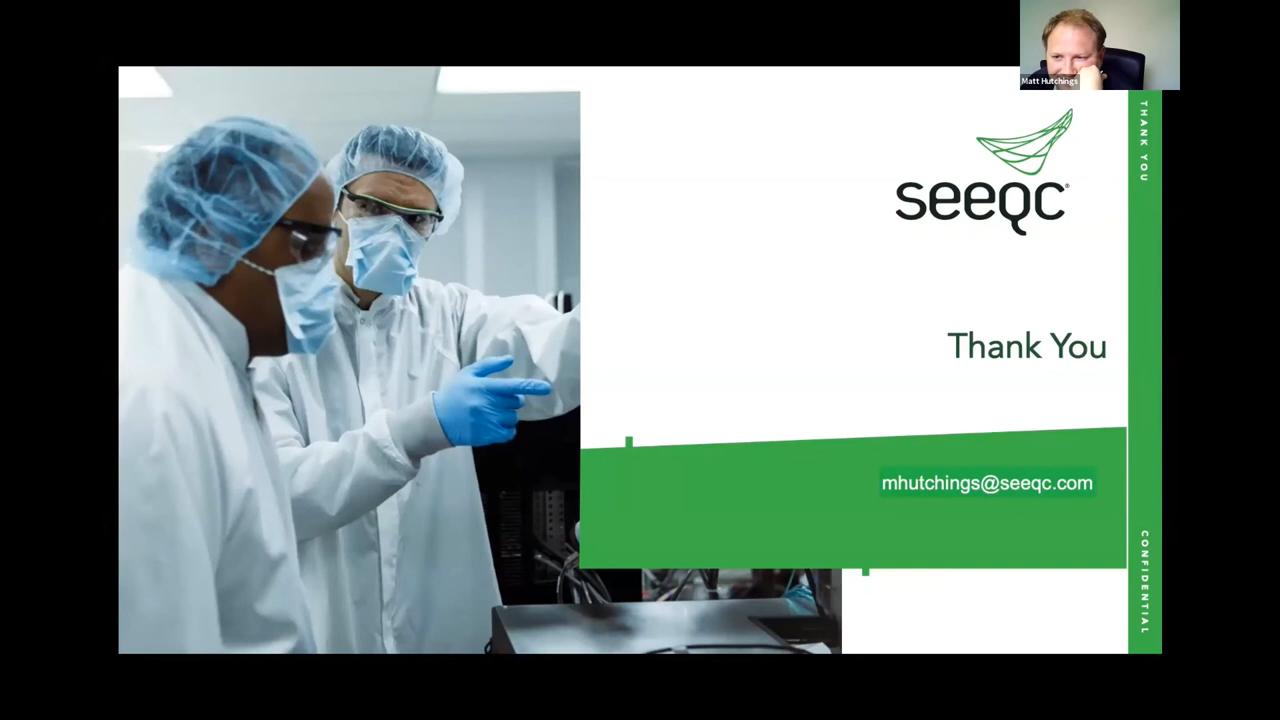 Matt Hutchings
THANK YOU
seeqc®
Thank You
mhutchings@seeqc.com
CONFIDENTIAL